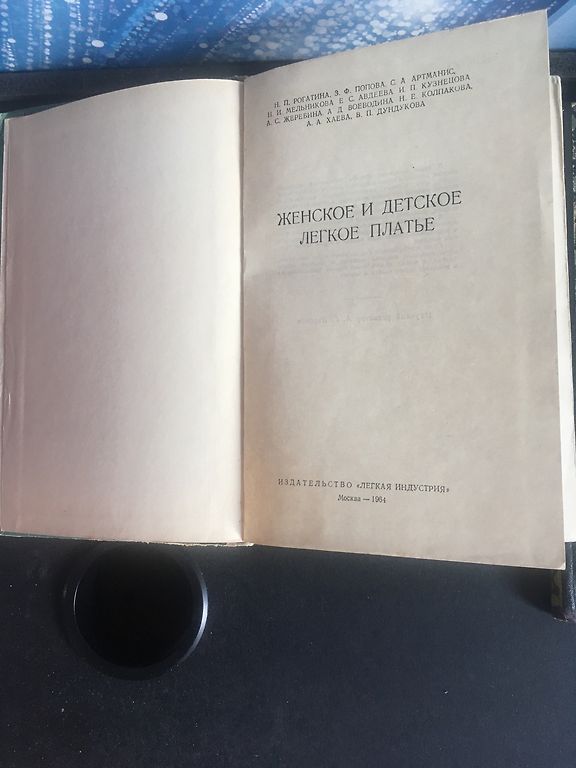 Н. П. РОГАТИНА, З. Ф. ПОПОВА, С. А. АРТМАНИС,
Н. И. МЕЛЬНИКОВА, Е. С. АВДЕЕВА, И. П. КУЗНЕЦОВА
А. С. ЖЕРЕБИНА, А. Д. ВОЕВОДИНА, Н. Е. КОЛПАКОВА,
А. А. ХАЕВА, В. П. ДУНДУКОВА
ЖЕНСКОЕ И ДЕТСКОЕ
ЛЕГКОЕ ПЛАТЬЕ
ИЗДАТЕЛЬСТВО «ЛЕГКАЯ ИНДУСТРИЯ»
Москва — 1964